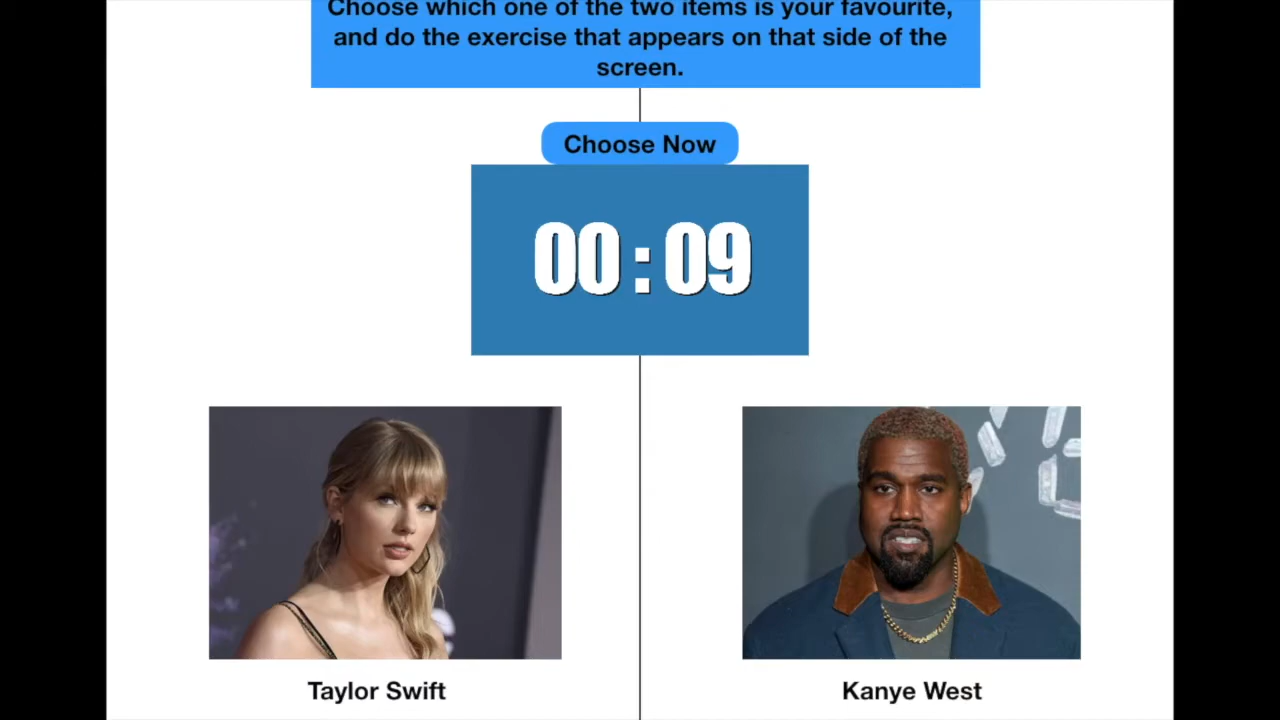 Choose which one of the two items is your favourite,
and do the exercise that appears on that side of the
screen.
Choose Now
00:09
Taylor Swift
Kanye West